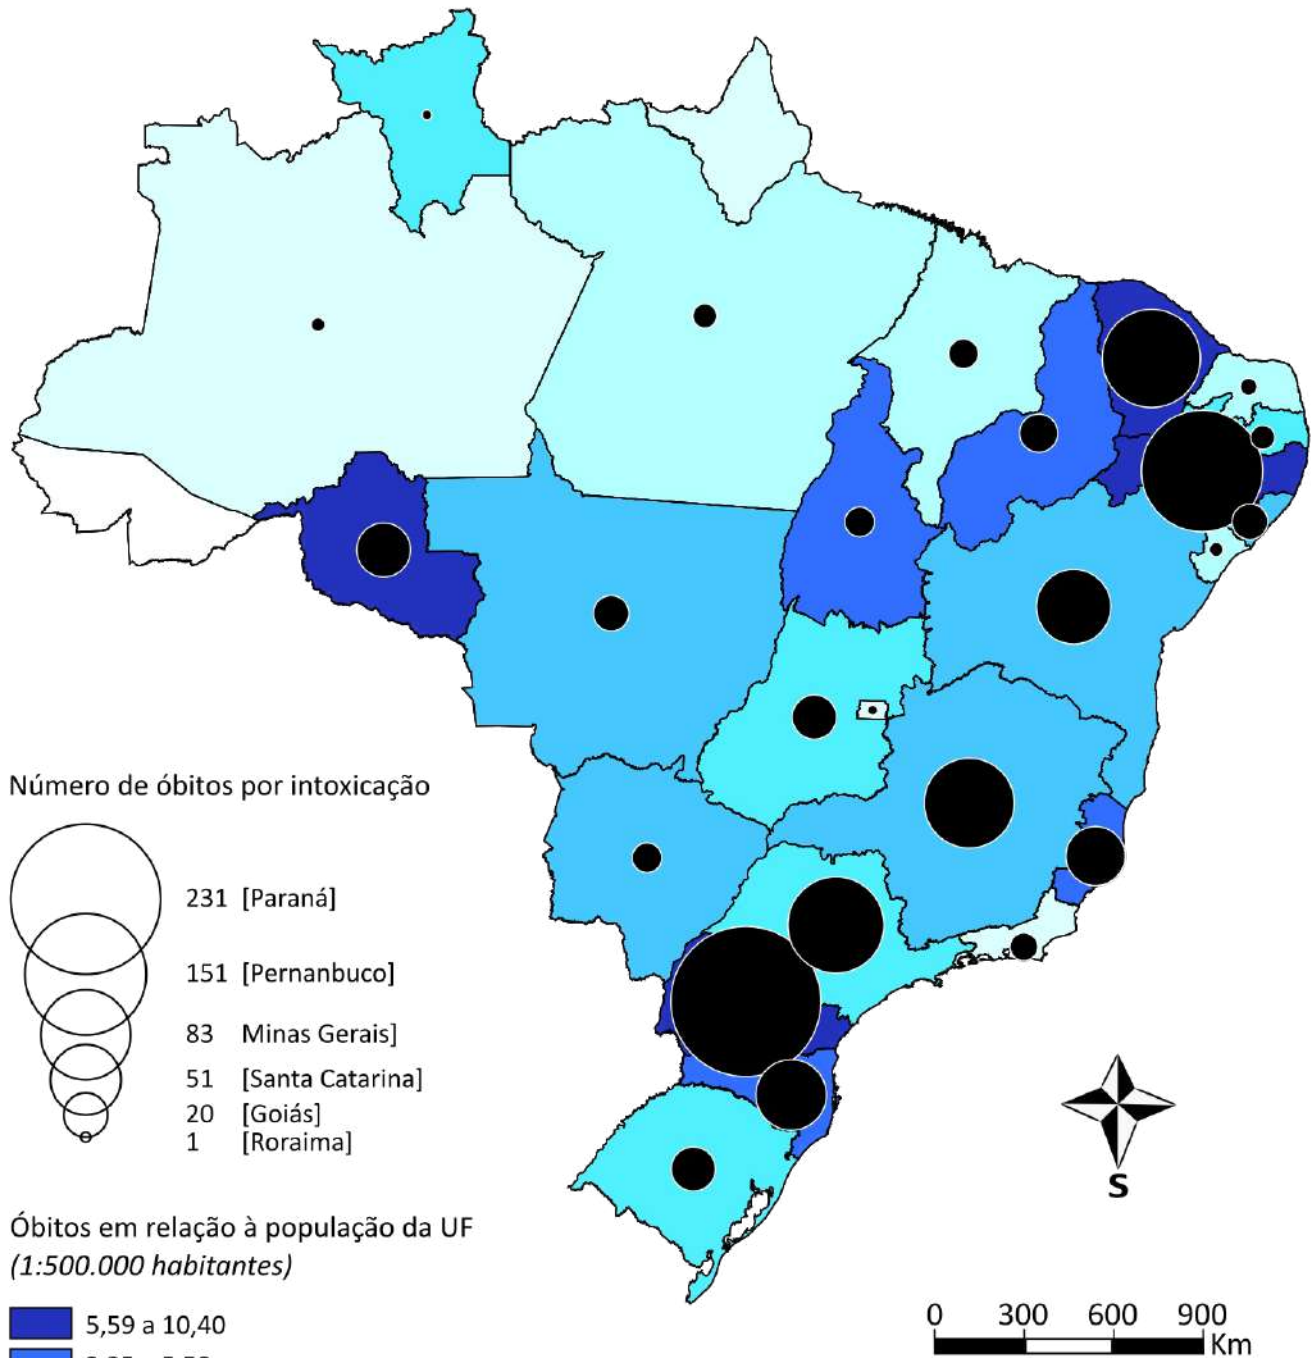 Número de óbitos por intoxicação
231 [Paraná]
151 [Pernanbuco]
83 Minas Gerais]
51 [Santa Catarina]
20 [Goiás]
1 [Roraima]
S
Óbitos em relação à população da UF
(1:500.000 habitantes)
5,59 a 10,40
0 300 600 900
Km